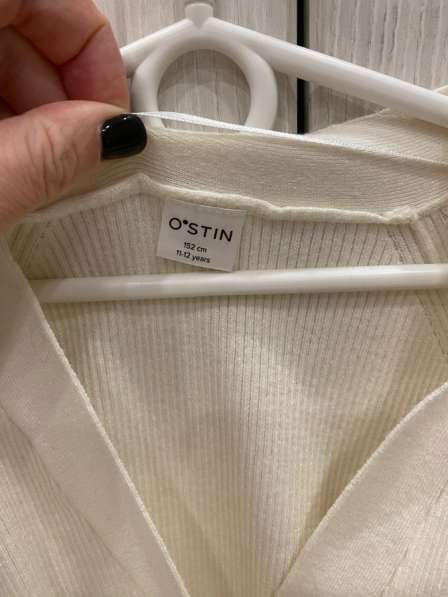 O'STIN
152 cm
11-12 years